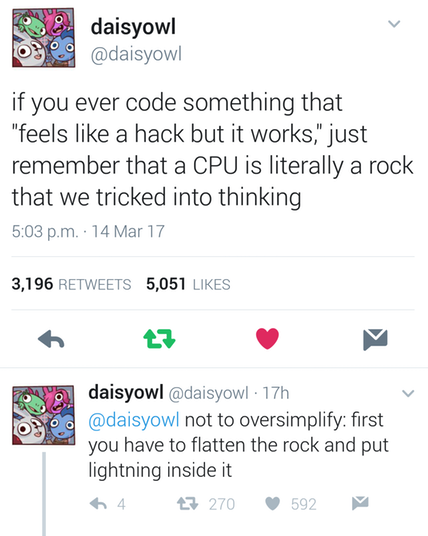 daisyowl
@daisyowl
if you ever code something that
"feels like a hack but it works," just
remember that a CPU is literally a rock
that we tricked into thinking
5:03 p.m. · 14 Mar 17
3,196 RETWEETS 5,051 LIKES
daisyowl @daisyowl · 17h
@daisyowl not to oversimplify: first
you have to flatten the rock and put
lightning inside it
4 270 592